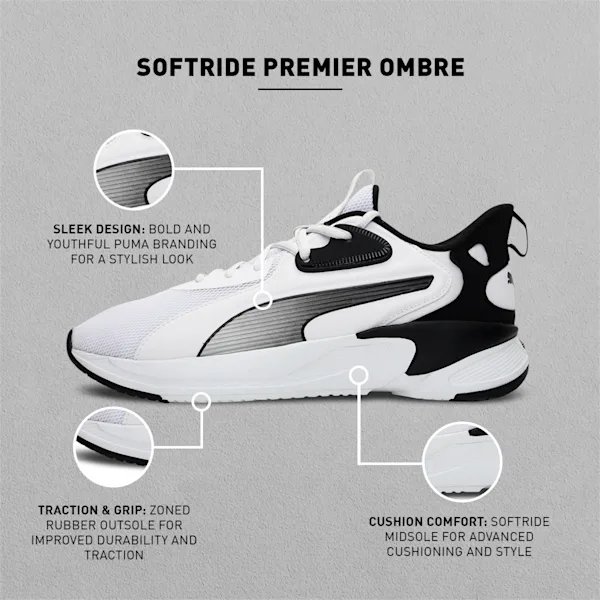 SOFTRIDE PREMIER OMBRE
SLEEK DESIGN: BOLD AND
YOUTHFUL PUMA BRANDING
FOR A STYLISH LOOK
TRACTION & GRIP: ZONED
RUBBER OUTSOLE FOR
IMPROVED DURABILITY AND
TRACTION
CUSHION COMFORT: SOFTRIDE
MIDSOLE FOR ADVANCED
CUSHIONING AND STYLE